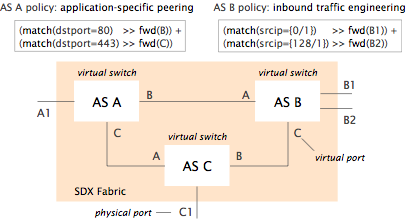 AS A policy: application-specific peering
AS B policy: inbound traffic engineering
(match(dstport=80) >> fwd(B)) +
(match(dstport=443) >> fwd(C))
(match(srcip={0/1}) >> fwd(B1)) +
(match(srcip={128/1}) >> fwd(B2))
virtual switch
virtual switch
AS A
B
A
AS B
B1
A1
B2
C
virtual switch
C
A
AS C
B
virtual port
SDX Fabric
physical port
C1